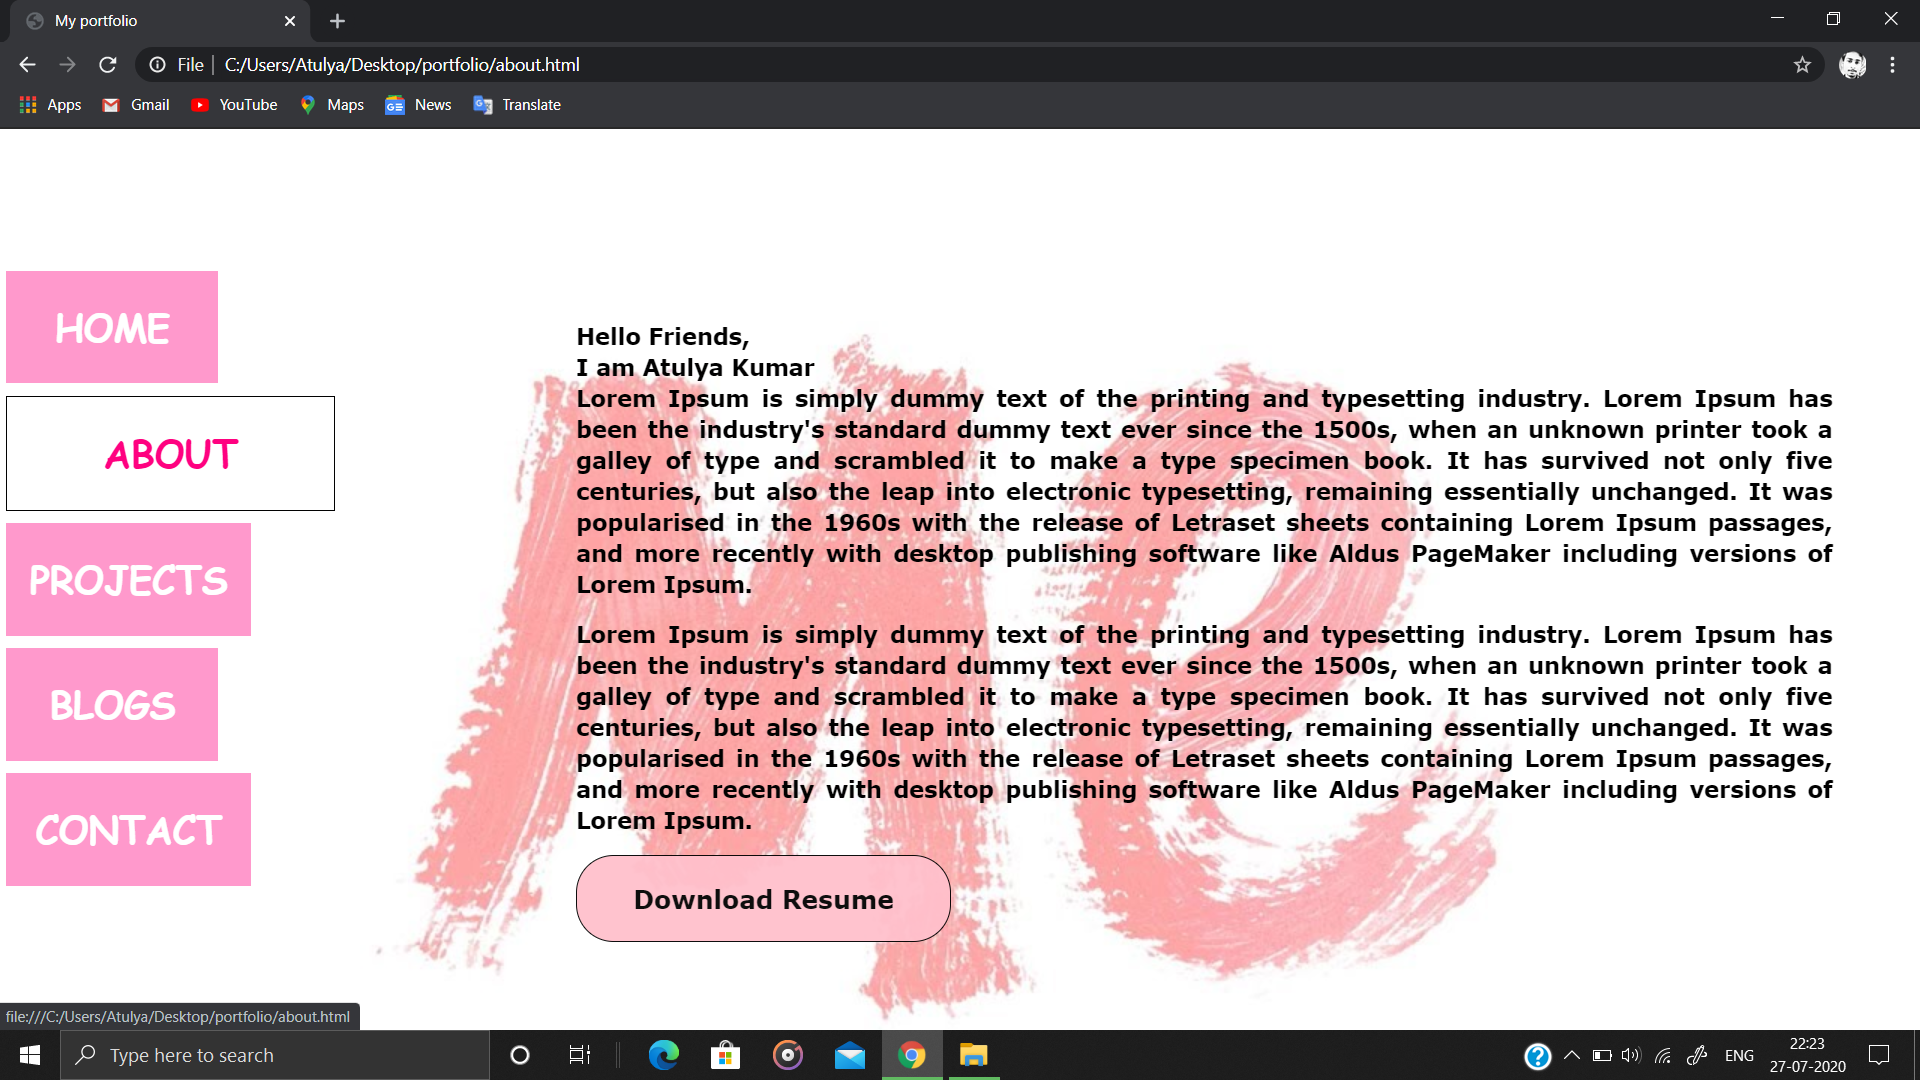 My portfolio
File | C:/Users/Atulya/Desktop/portfolio/about.html
Apps Gmail YouTube Maps News Translate
HOME
ABOUT
PROJECTS
BLOGS
CONTACT
Me
Hello Friends,
I am Atulya Kumar
Lorem Ipsum is simply dummy text of the printing and typesetting industry. Lorem Ipsum has
been the industry's standard dummy text ever since the 1500s, when an unknown printer took a
galley of type and scrambled it to make a type specimen book. It has survived not only five
centuries, but also the leap into electronic typesetting, remaining essentially unchanged. It was
popularised in the 1960s with the release of Letraset sheets containing Lorem Ipsum passages,
and more recently with desktop publishing software like Aldus PageMaker including versions of
Lorem Ipsum.
Lorem Ipsum is simply dummy text of the printing and typesetting industry. Lorem Ipsum has
been the industry's standard dummy text ever since the 1500s, when an unknown printer took a
galley of type and scrambled it to make a type specimen book. It has survived not only five
centuries, but also the leap into electronic typesetting, remaining essentially unchanged. It was
popularised in the 1960s with the release of Letraset sheets containing Lorem Ipsum passages,
and more recently with desktop publishing software like Aldus PageMaker including versions of
Lorem Ipsum.
Download Resume
file:///C:/Users/Atulya/Desktop/portfolio/about.html
Type here to search
ENG
22:23
27-07-2020